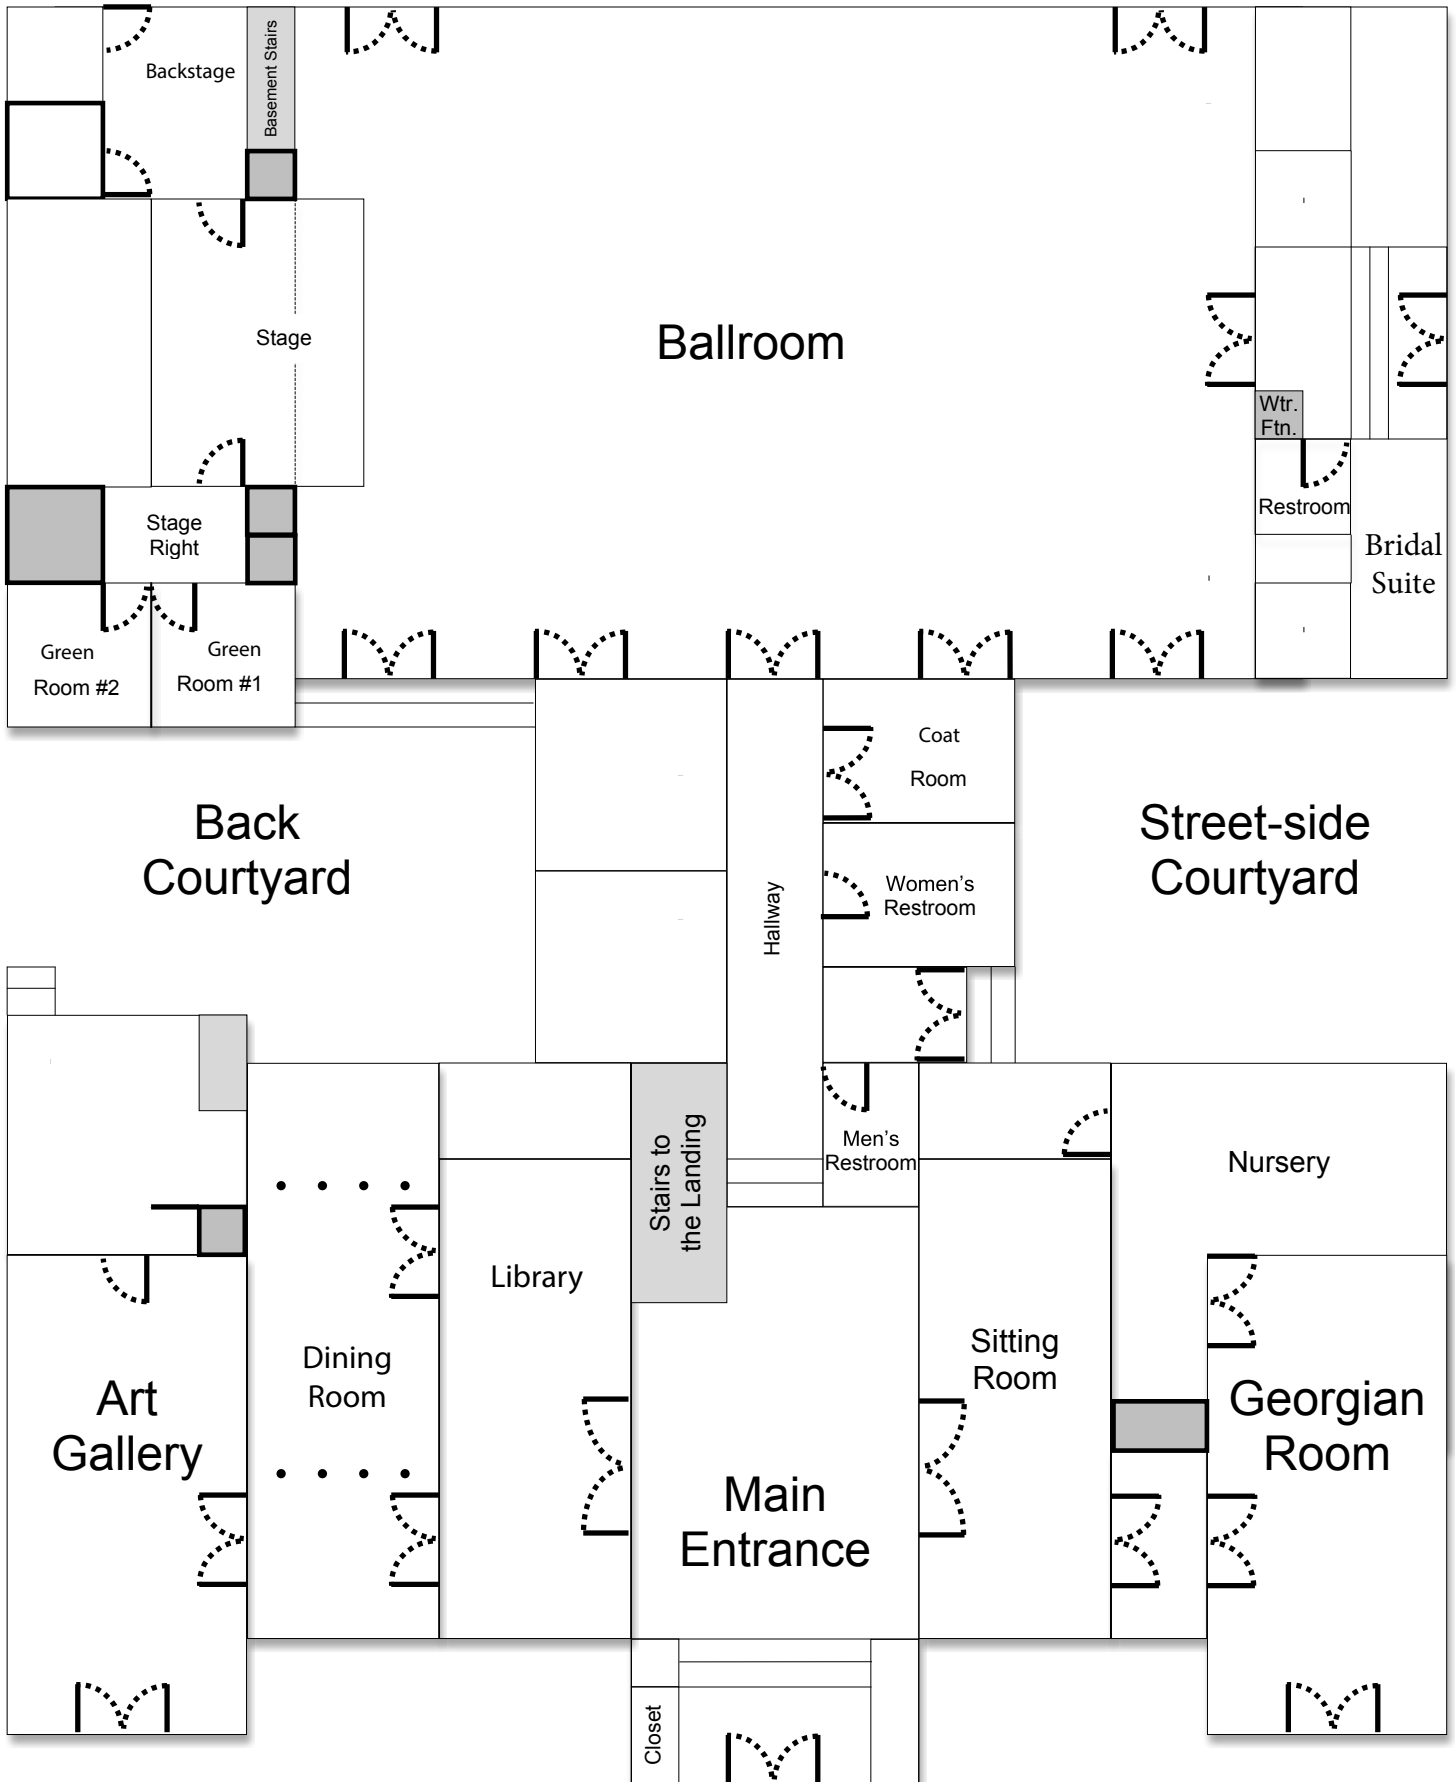 Backstage
Basement Stairs
Stage
Ballroom
Wtr.
Ftn.
Restroom
Bridal
Suite
Stage
Right
Green
Room #2
Green
Room #1
Coat
Room
Back
Courtyard
Street-side
Courtyard
Hallway
Women's
Restroom
Men's
Restroom
Stairs to
the Landing
Nursery
Library
Dining
Room
Sitting
Room
Art
Gallery
Georgian
Room
Main
Entrance
Closet